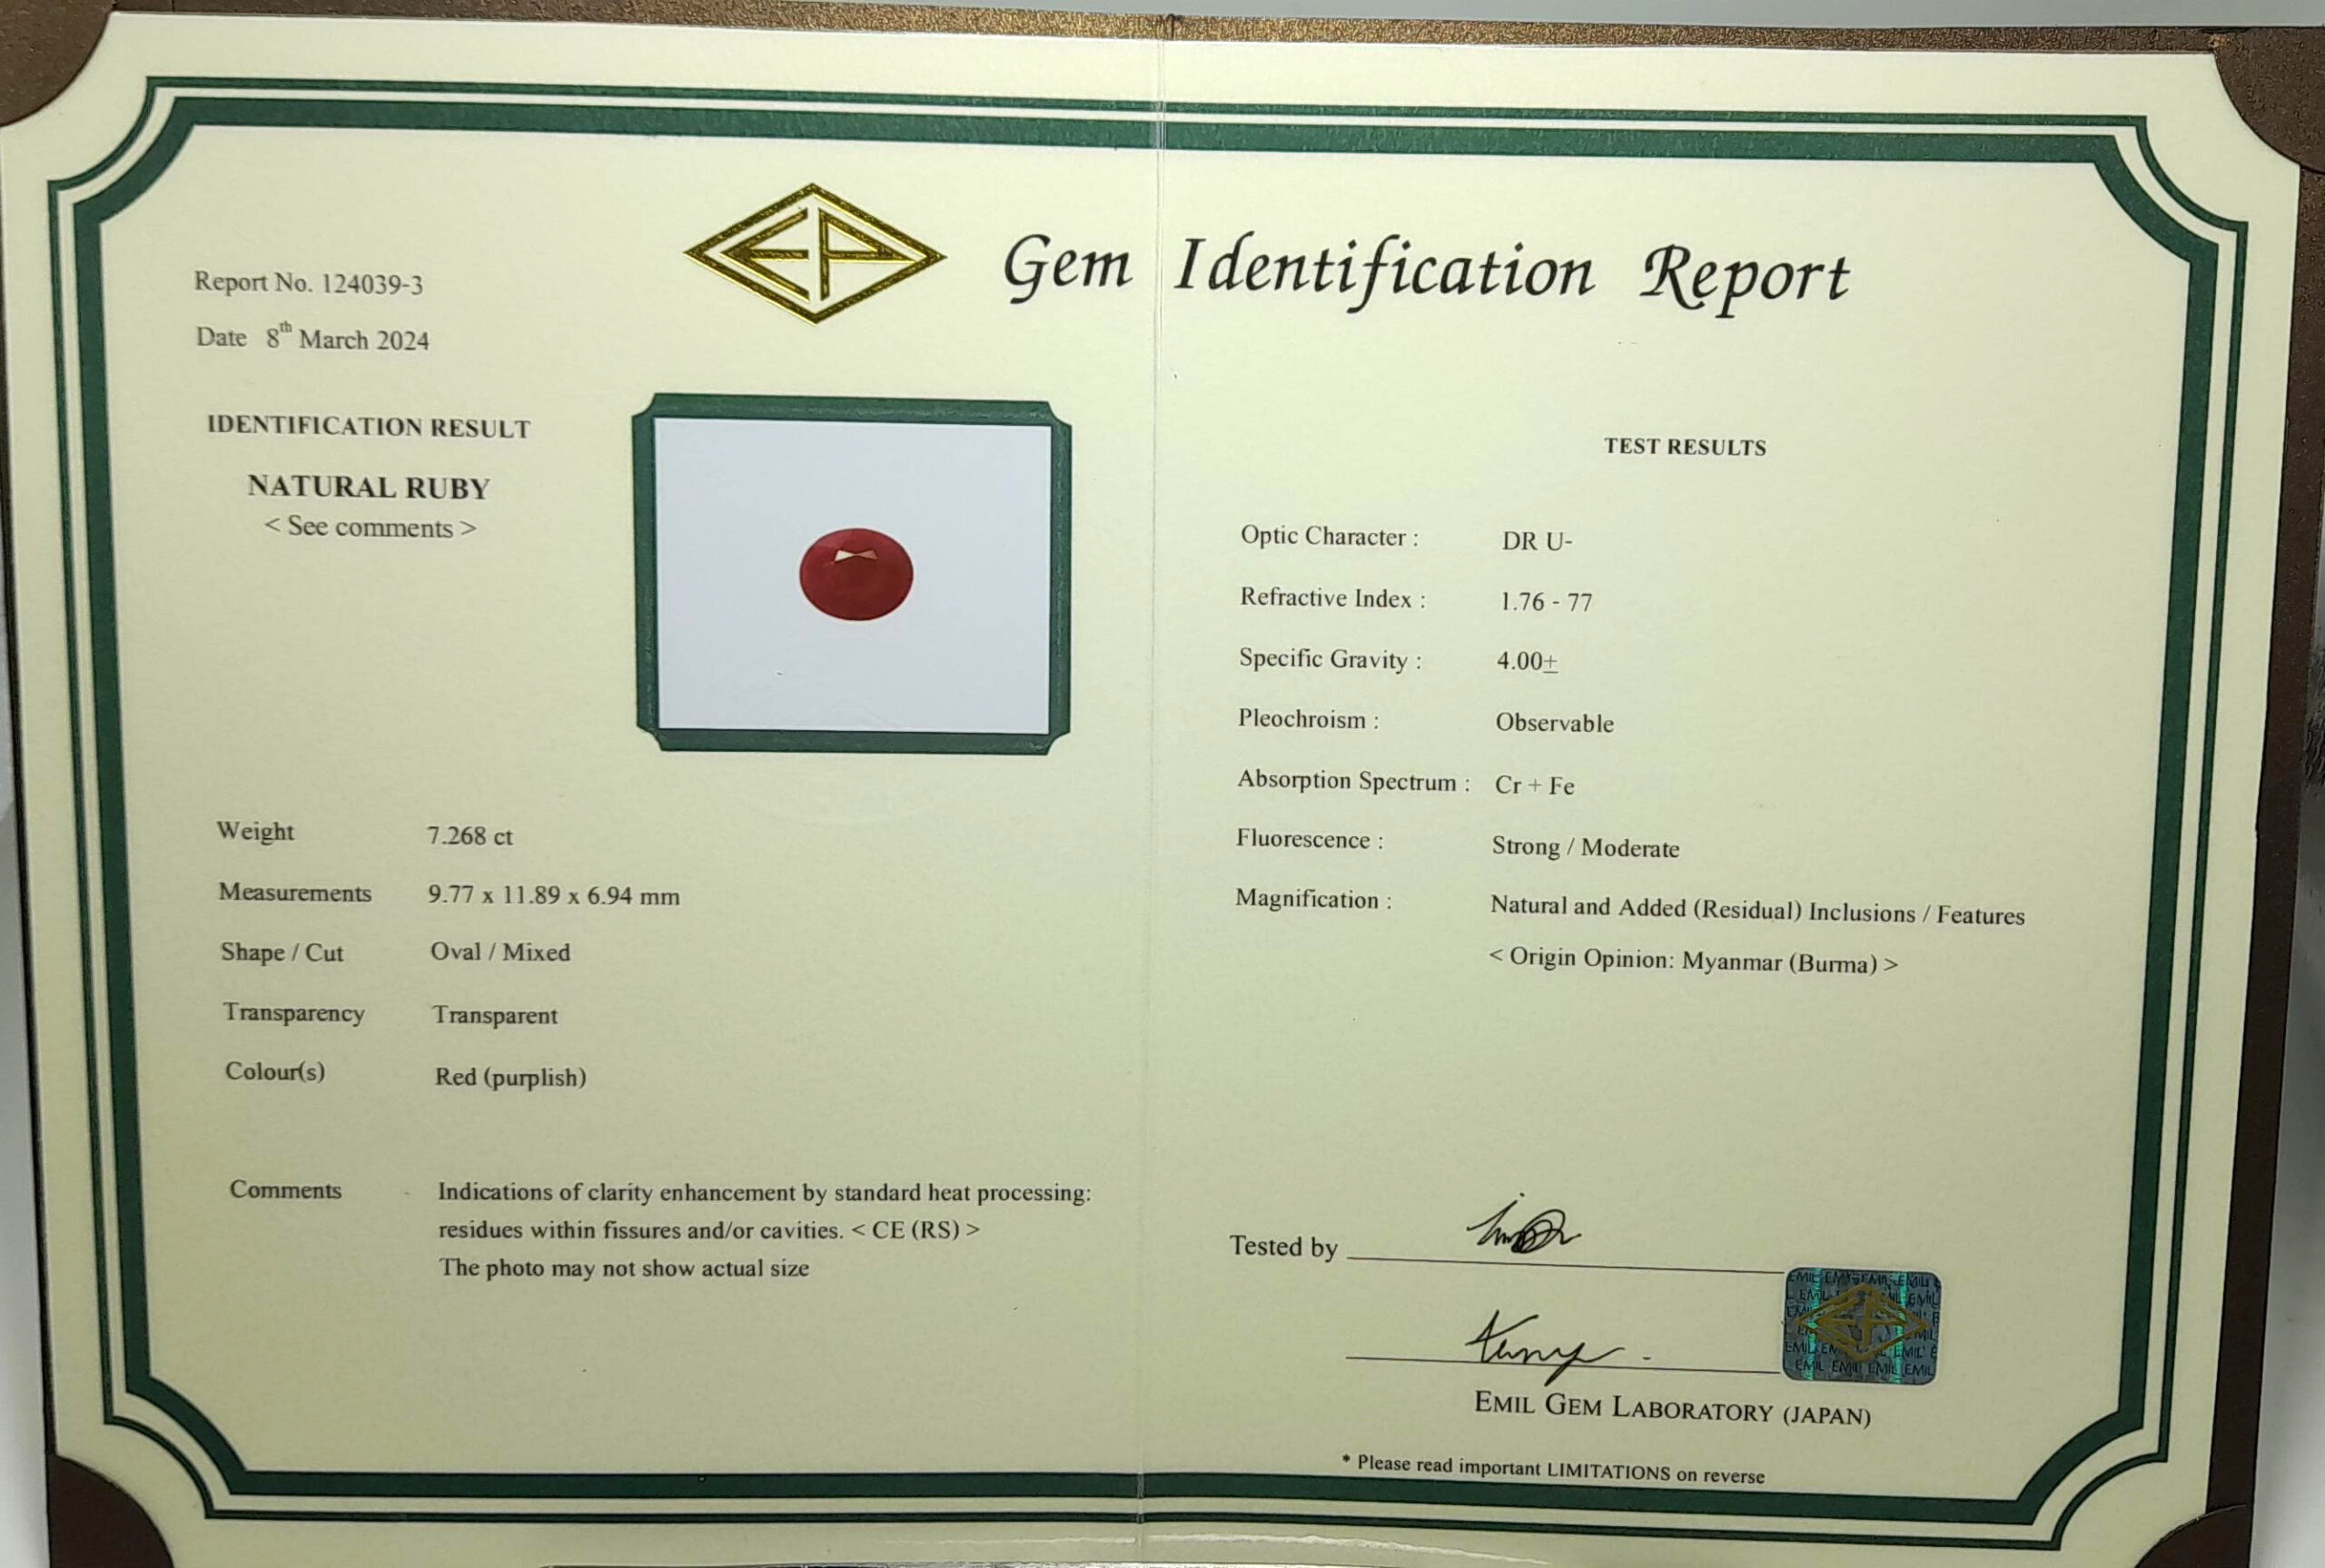 Gem Identification Report
Report No. 124039-3
Date 8th March 2024
IDENTIFICATION RESULT
NATURAL RUBY
< See comments >
Weight 7.268 ct
Measurements 9.77 x 11.89 x 6.94 mm
Shape / Cut Oval / Mixed
Transparency Transparent
Colour(s) Red (purplish)
Comments - Indications of clarity enhancement by standard heat processing:
residues within fissures and/or cavities. < CE (RS) >
The photo may not show actual size
TEST RESULTS
Optic Character : DR U-
Refractive Index : 1.76 - 77
Specific Gravity : 4.00±
Pleochroism : Observable
Absorption Spectrum : Cr + Fe
Fluorescence : Strong / Moderate
Magnification : Natural and Added (Residual) Inclusions / Features
< Origin Opinion: Myanmar (Burma) >
Tested by
EMIL GEM LABORATORY (JAPAN)
* Please read important LIMITATIONS on reverse